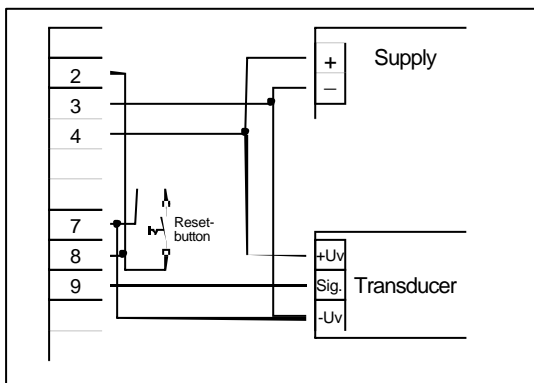 2
3
4
7
8
9
Reset-
button
+
−
Supply
+Uv
Sig.
-Uv
Transducer